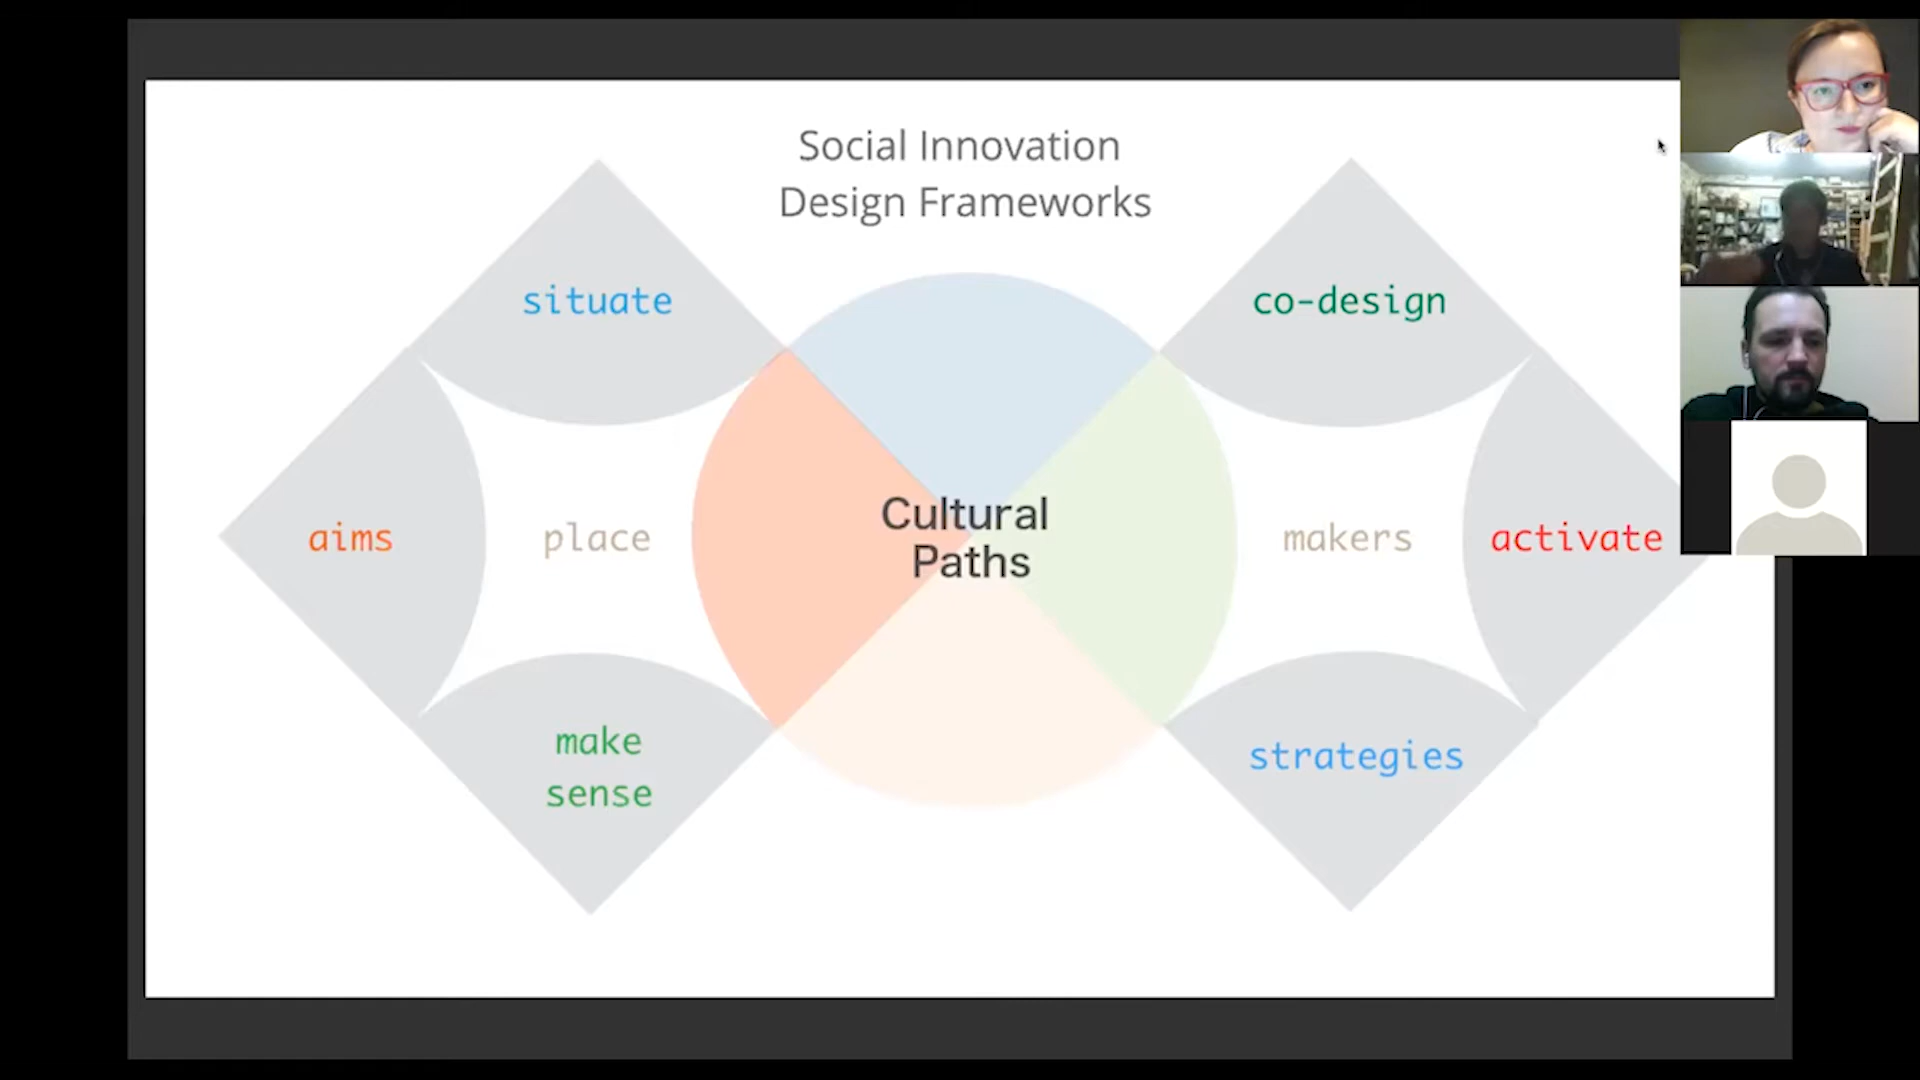 Social Innovation
Design Frameworks
situate
co-design
aims
place
Cultural
Paths
makers
activate
make
sense
strategies